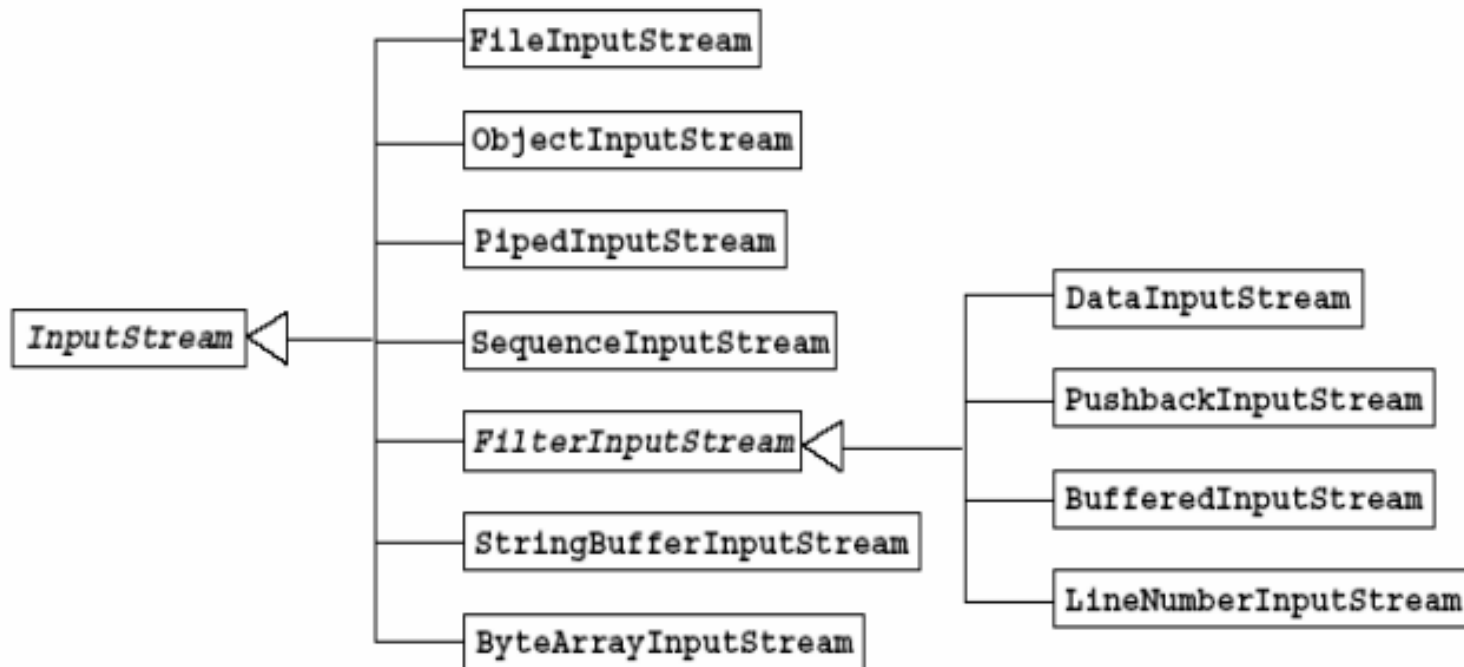 InputStream
FileInputStream
ObjectInputStream
PipedInputStream
SequenceInputStream
FilterInputStream
StringBufferInputStream
ByteArrayInputStream
DataInputStream
PushbackInputStream
BufferedInputStream
LineNumberInputStream